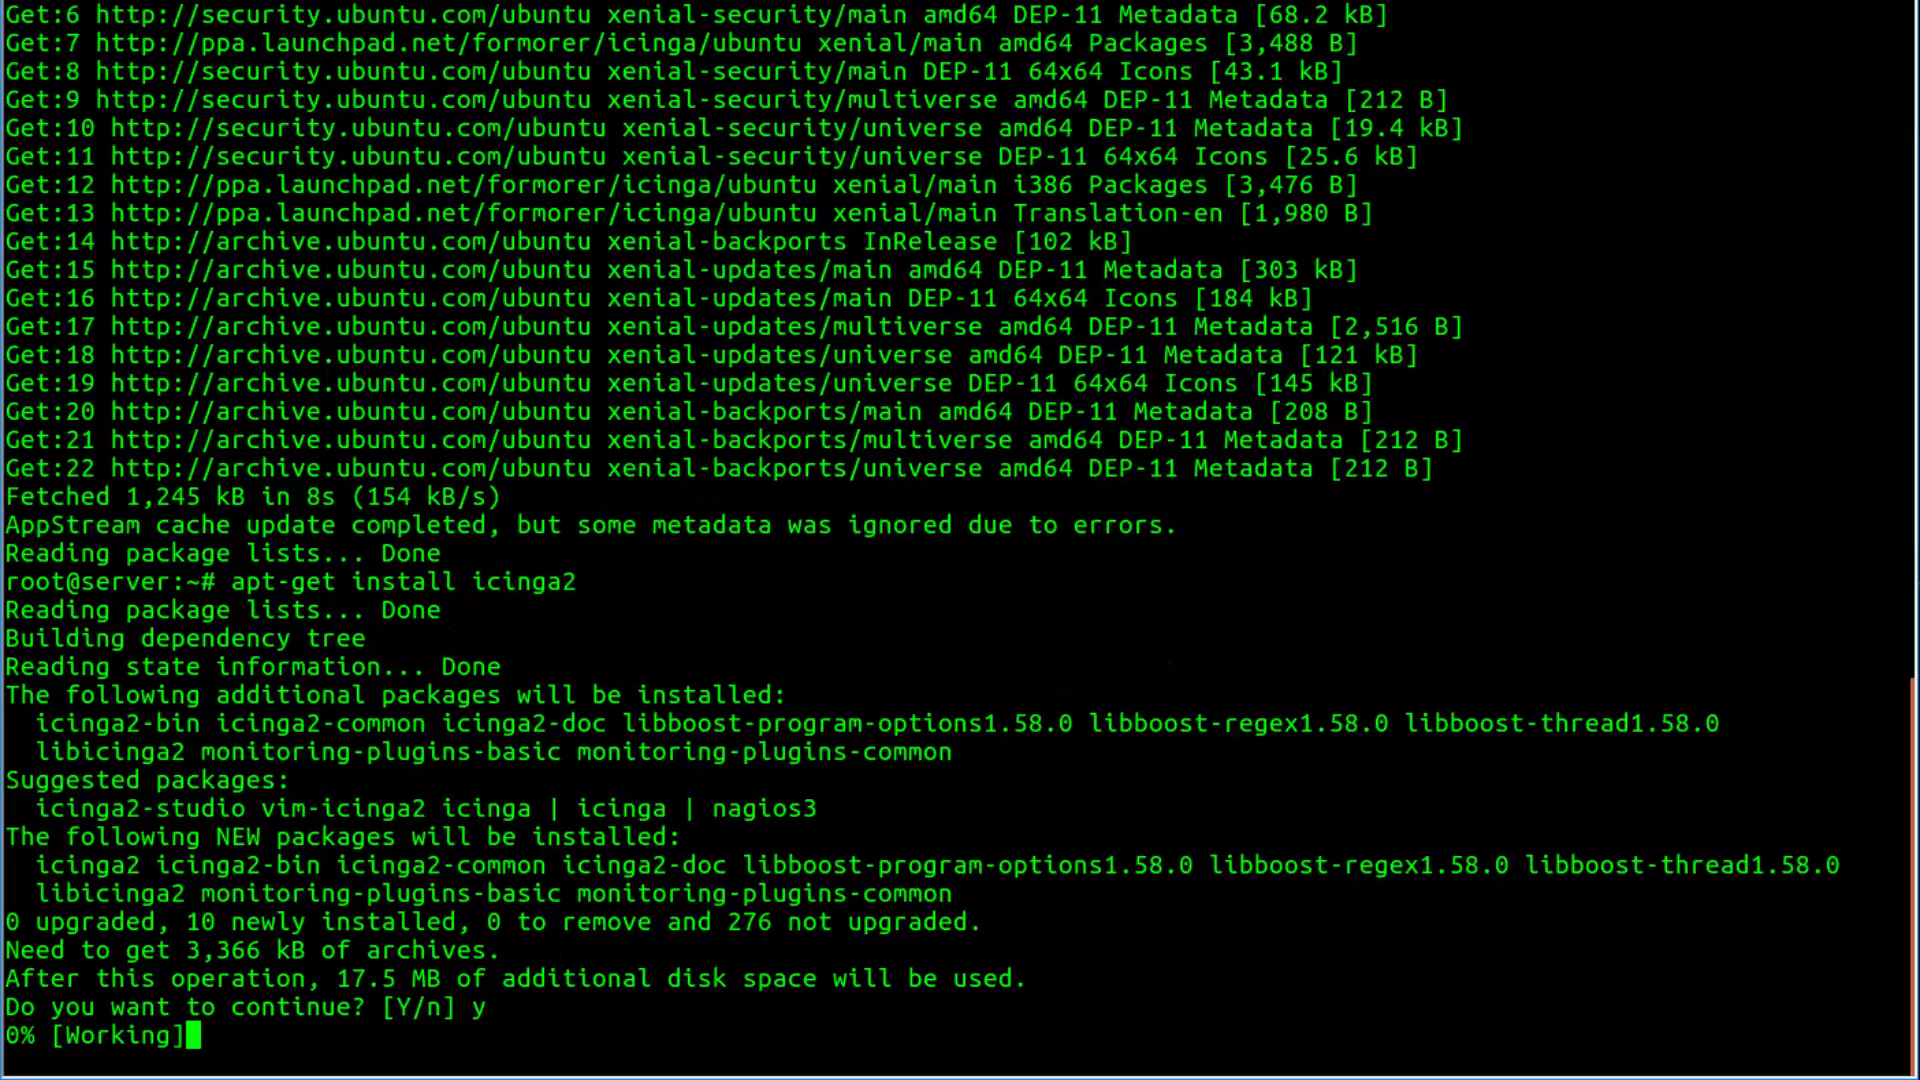 Get:6 http://security.ubuntu.com/ubuntu xenial-security/main amd64 DEP-11 Metadata [68.2 kB]
Get:7 http://ppa.launchpad.net/formorer/icinga/ubuntu xenial/main amd64 Packages [3,488 B]
Get:8 http://security.ubuntu.com/ubuntu xenial-security/main DEP-11 64x64 Icons [43.1 kB]
Get:9 http://security.ubuntu.com/ubuntu xenial-security/multiverse amd64 DEP-11 Metadata [212 B]
Get:10 http://security.ubuntu.com/ubuntu xenial-security/universe amd64 DEP-11 Metadata [19.4 kB]
Get:11 http://security.ubuntu.com/ubuntu xenial-security/universe DEP-11 64x64 Icons [25.6 kB]
Get:12 http://ppa.launchpad.net/formorer/icinga/ubuntu xenial/main i386 Packages [3,476 B]
Get:13 http://ppa.launchpad.net/formorer/icinga/ubuntu xenial/main Translation-en [1,980 B]
Get:14 http://archive.ubuntu.com/ubuntu xenial-backports InRelease [102 kB]
Get:15 http://archive.ubuntu.com/ubuntu xenial-updates/main amd64 DEP-11 Metadata [303 kB]
Get:16 http://archive.ubuntu.com/ubuntu xenial-updates/main DEP-11 64x64 Icons [184 kB]
Get:17 http://archive.ubuntu.com/ubuntu xenial-updates/multiverse amd64 DEP-11 Metadata [2,516 B]
Get:18 http://archive.ubuntu.com/ubuntu xenial-updates/universe amd64 DEP-11 Metadata [121 kB]
Get:19 http://archive.ubuntu.com/ubuntu xenial-updates/universe DEP-11 64x64 Icons [145 kB]
Get:20 http://archive.ubuntu.com/ubuntu xenial-backports/main amd64 DEP-11 Metadata [208 B]
Get:21 http://archive.ubuntu.com/ubuntu xenial-backports/multiverse amd64 DEP-11 Metadata [212 B]
Get:22 http://archive.ubuntu.com/ubuntu xenial-backports/universe amd64 DEP-11 Metadata [212 B]
Fetched 1,245 kB in 8s (154 kB/s)
AppStream cache update completed, but some metadata was ignored due to errors.
Reading package lists... Done
root@server:~# apt-get install icinga2
Reading package lists... Done
Building dependency tree
Reading state information... Done
The following additional packages will be installed:
  icinga2-bin icinga2-common icinga2-doc libboost-program-options1.58.0 libboost-regex1.58.0 libboost-thread1.58.0
  libicinga2 monitoring-plugins-basic monitoring-plugins-common
Suggested packages:
  icinga2-studio vim-icinga2 icinga | icinga | nagios3
The following NEW packages will be installed:
  icinga2 icinga2-bin icinga2-common icinga2-doc libboost-program-options1.58.0 libboost-regex1.58.0 libboost-thread1.58.0
  libicinga2 monitoring-plugins-basic monitoring-plugins-common
0 upgraded, 10 newly installed, 0 to remove and 276 not upgraded.
Need to get 3,366 kB of archives.
After this operation, 17.5 MB of additional disk space will be used.
Do you want to continue? [Y/n] y
0% [Working]